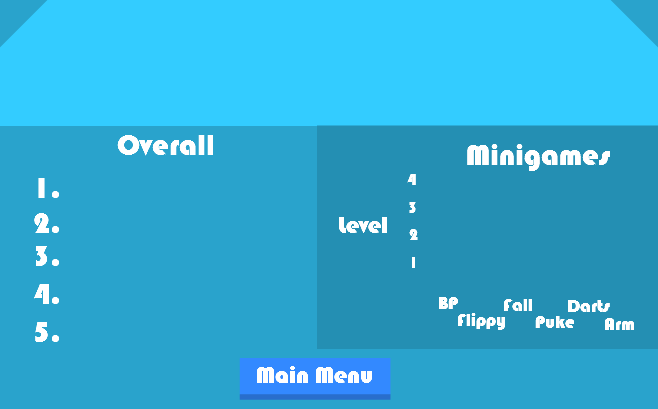 Overall
1.
2.
3.
4.
5.
Minigames
Level
4
3
2
1
BP Fall Darts
Flippy Puke Arm
Main Menu